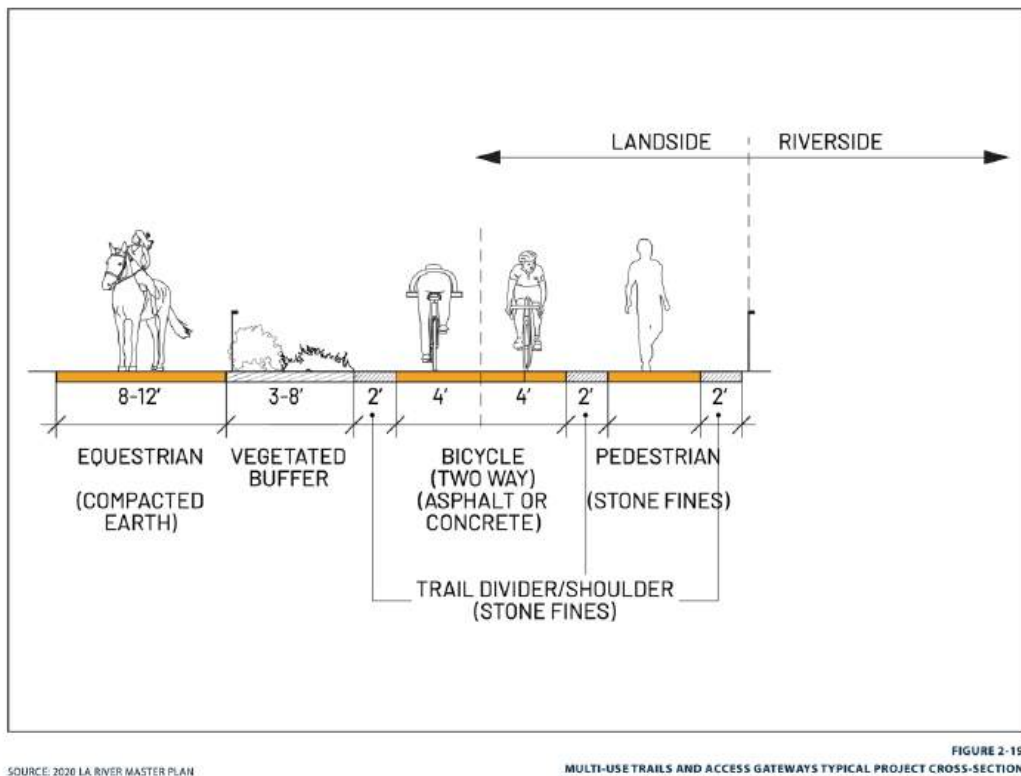 LANDSIDE RIVERSIDE
8-12' 3-8' 2' 4' 4' 2' 2'
EQUESTRIAN
(COMPACTED
EARTH)
VEGETATED
BUFFER
BICYCLE
(TWO WAY)
(ASPHALT OR
CONCRETE)
PEDESTRIAN
(STONE FINES)
TRAIL DIVIDER/SHOULDER
(STONE FINES)
FIGURE 2-19
SOURCE: 2020 LA RIVER MASTER PLAN
MULTI-USE TRAILS AND ACCESS GATEWAYS TYPICAL PROJECT CROSS-SECTION